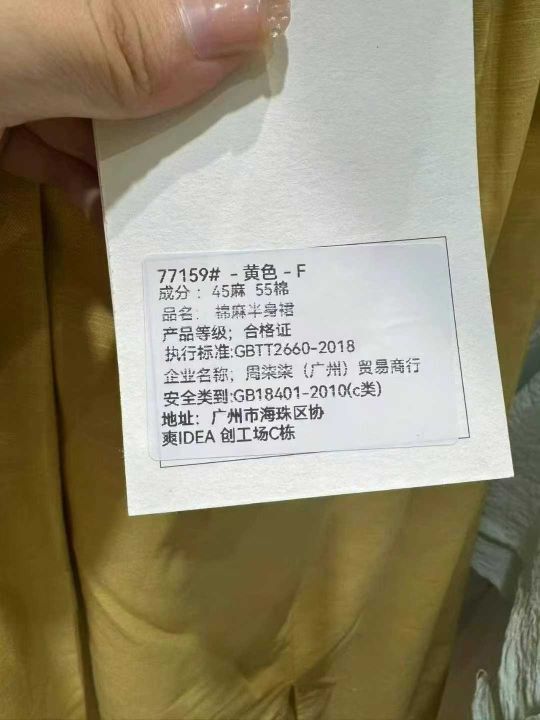 77159# - 黄色 - F
成分：45麻 55棉
品名： 棉麻半身裙
产品等级；合格证
执行标准:GBTT2660-2018
企业名称；周柒柒（广州）贸易商行
安全类到:GB18401-2010(c类)
地址：广州市海珠区协
爽IDEA 创工场C栋